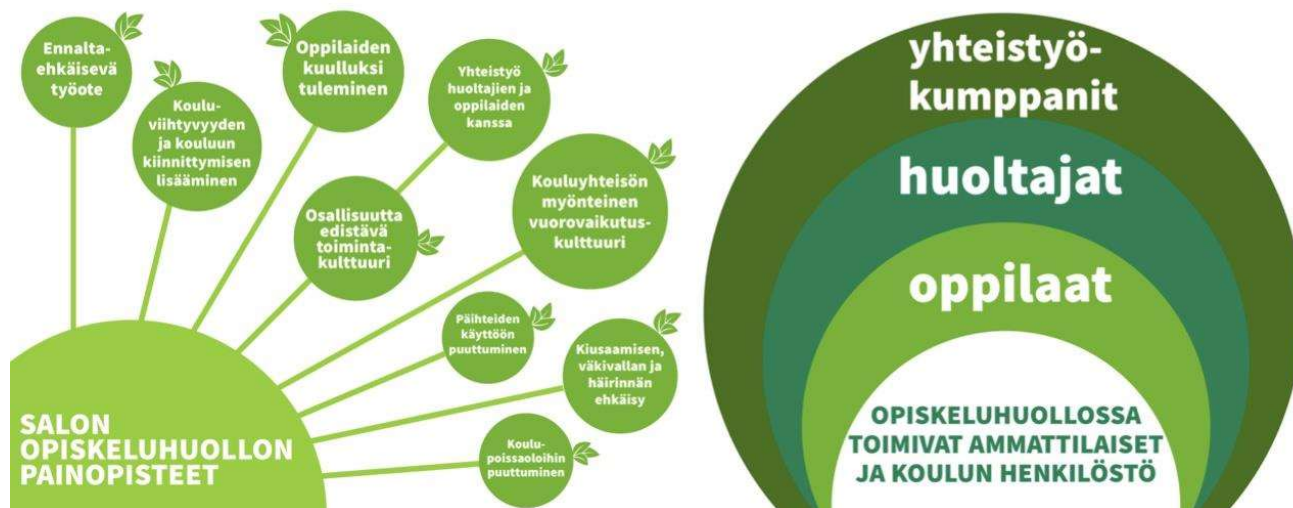 Ennalta-
ehkäisevä
työote
Koulu-
viihtyvyyden
ja kouluun
kiinnittymisen
lisääminen
Oppilaiden
kuulluksi
tuleminen
Yhteistyö
huoltajien ja
oppilaiden
kanssa
Osallisuutta
edistävä
toiminta-
kulttuuri
Kouluyhteisön
myönteinen
vuorovaikutus-
kulttuuri
Päihteiden
käyttöön
puuttuminen
Kiusaamisen,
väkivallan ja
häirinnän
ehkäisy
Koulu-
poissaoloihin
puuttuminen
SALON
OPISKELUHUOLLON
PAINOPISTEET
yhteistyö-
kumppanit
huoltajat
oppilaat
OPISKELUHUOLLOSSA
TOIMIVAT AMMATTILAISET
JA KOULUN HENKILÖSTÖ